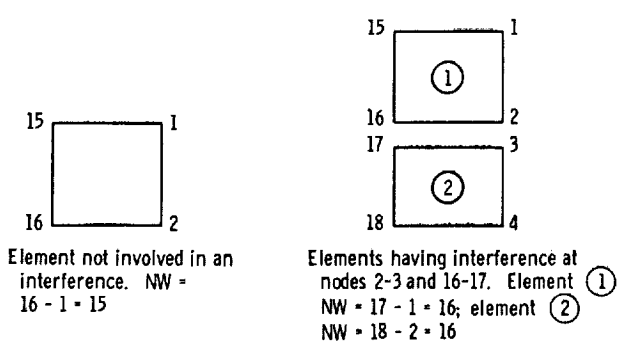 15 1
16 2
Element not involved in an
interference. NW =
16 - 1 = 15
15 1
1
16 2
17 3
2
18 4
Elements having interference at
nodes 2-3 and 16-17. Element 1
NW = 17 - 1 = 16; element 2
NW = 18 - 2 = 16